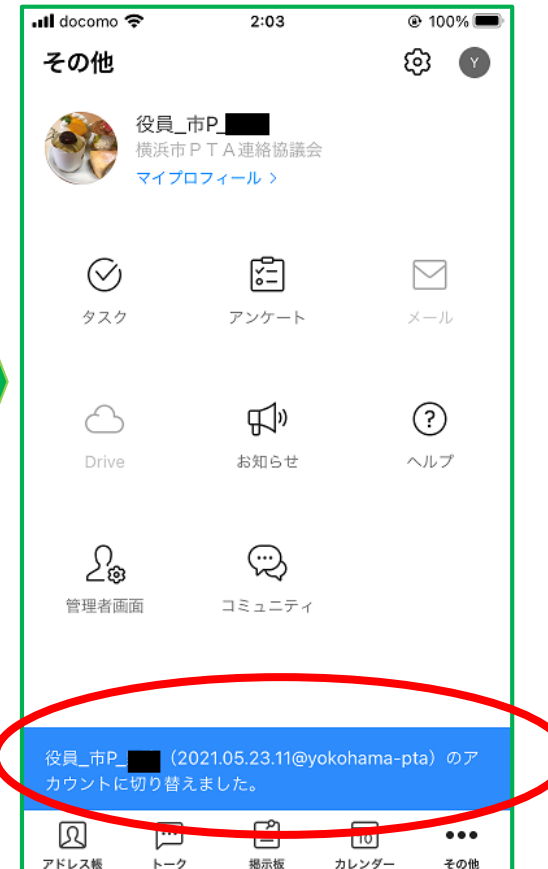 docomo 2:03 100%
その他 Y
役員_市P_
横浜市ＰＴＡ連絡協議会
マイプロフィール >
タスク アンケート メール
Drive お知らせ ヘルプ
管理者画面 コミュニティ
役員_市P_ （2021.05.23.11@yokohama-pta）のア
カウントに切り替えました。
10
アドレス帳 トーク 掲示板 カレンダー その他